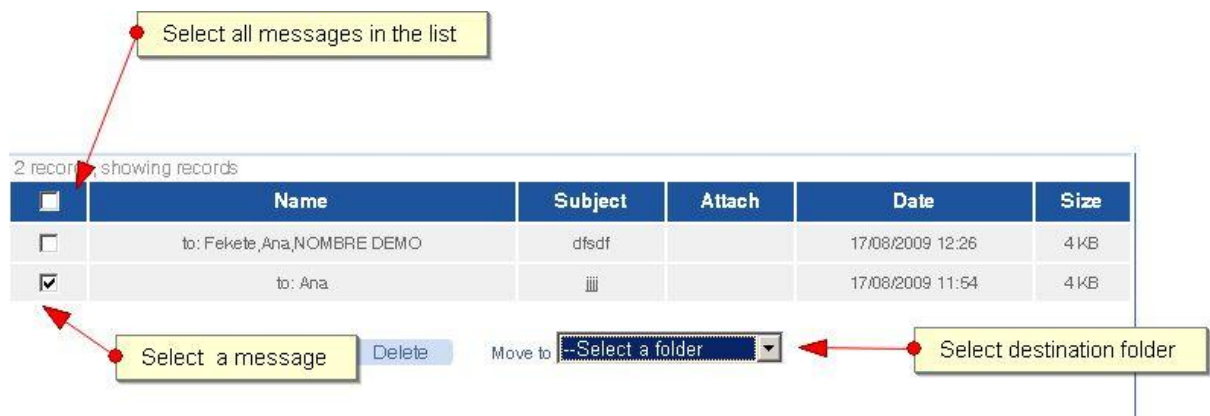 Select all messages in the list
2 record, showing records
Name Subject Attach Date Size
to: Fekete,Ana,NOMBRE DEMO dfsdf 17/08/2009 12:26 4 KB
to: Ana jjjj 17/08/2009 11:54 4 KB
Select a message Delete Move to --Select a folder Select destination folder